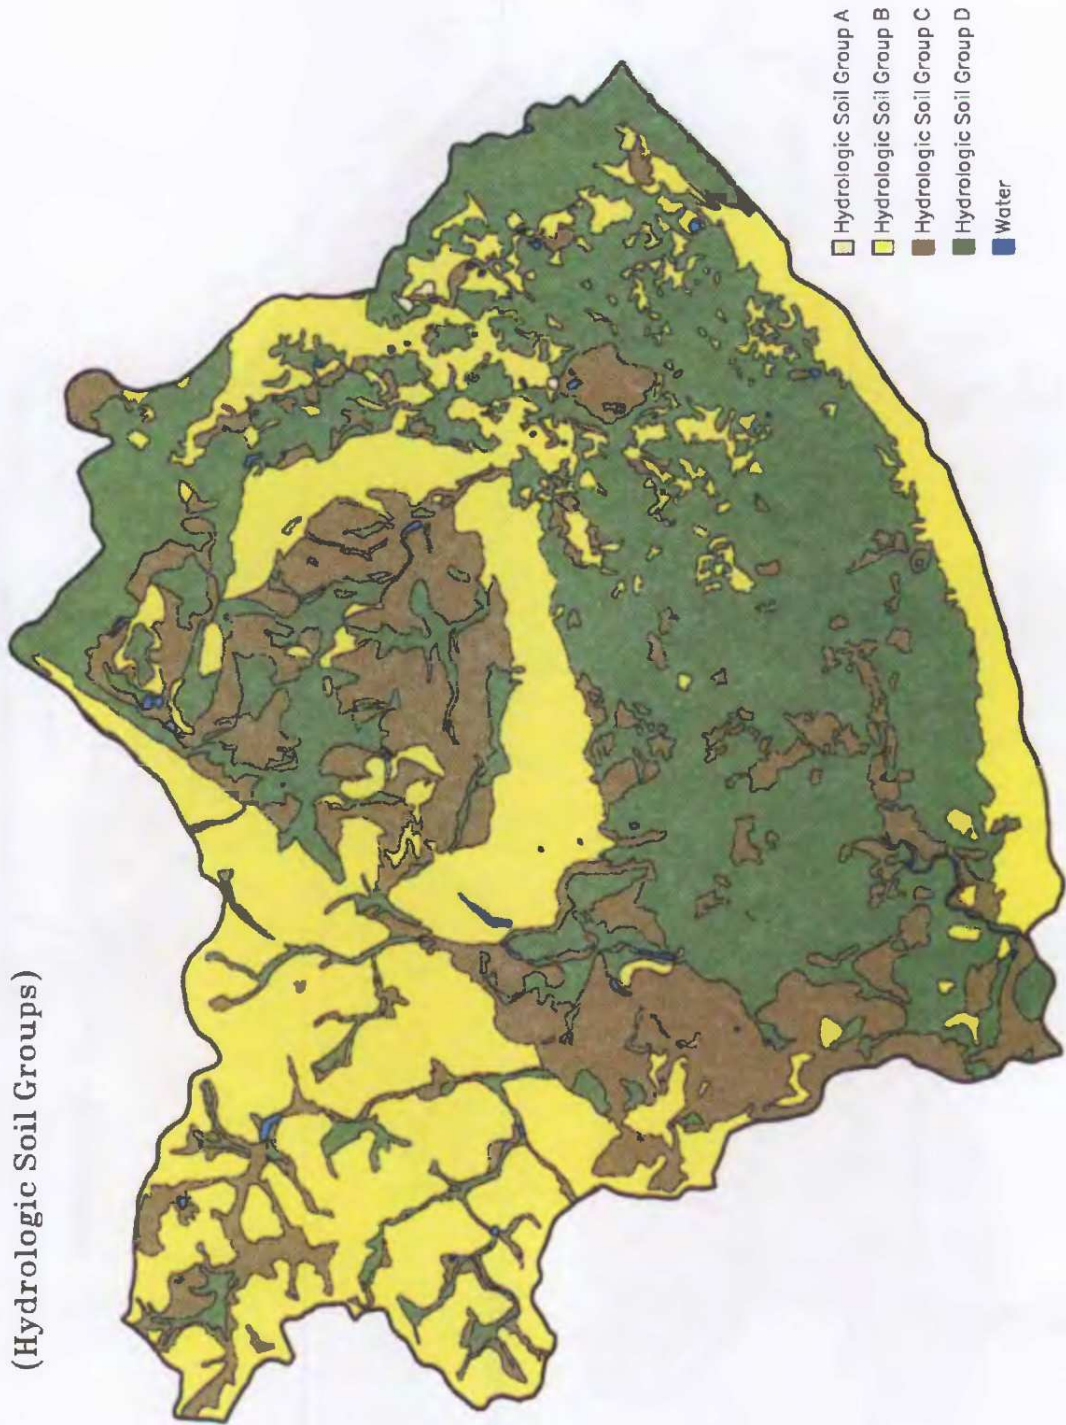 (Hydrologic Soil Groups)
Hydrologic Soil Group A
Hydrologic Soil Group B
Hydrologic Soil Group C
Hydrologic Soil Group D
Water